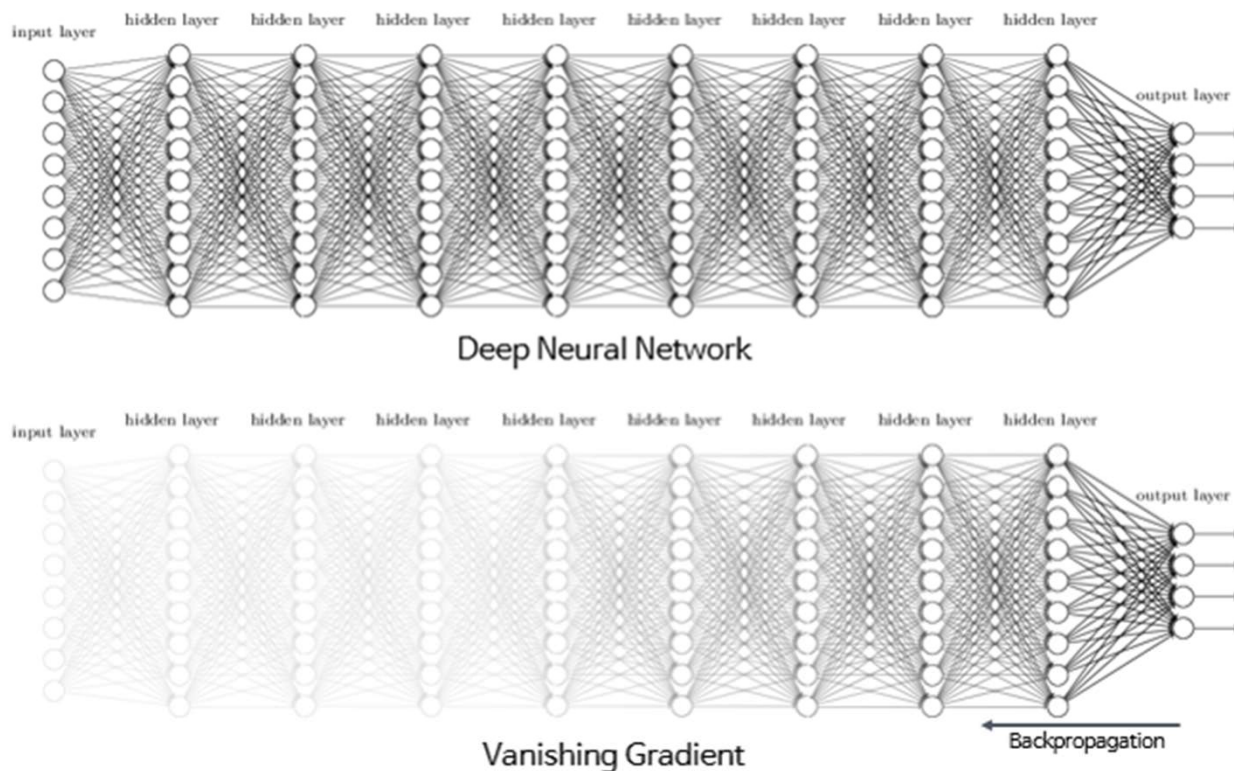 hidden layer hidden layer hidden layer hidden layer hidden layer hidden layer hidden layer hidden layer
input layer
output layer
Deep Neural Network
hidden layer hidden layer hidden layer hidden layer hidden layer hidden layer hidden layer hidden layer
input layer
output layer
Backpropagation
Vanishing Gradient